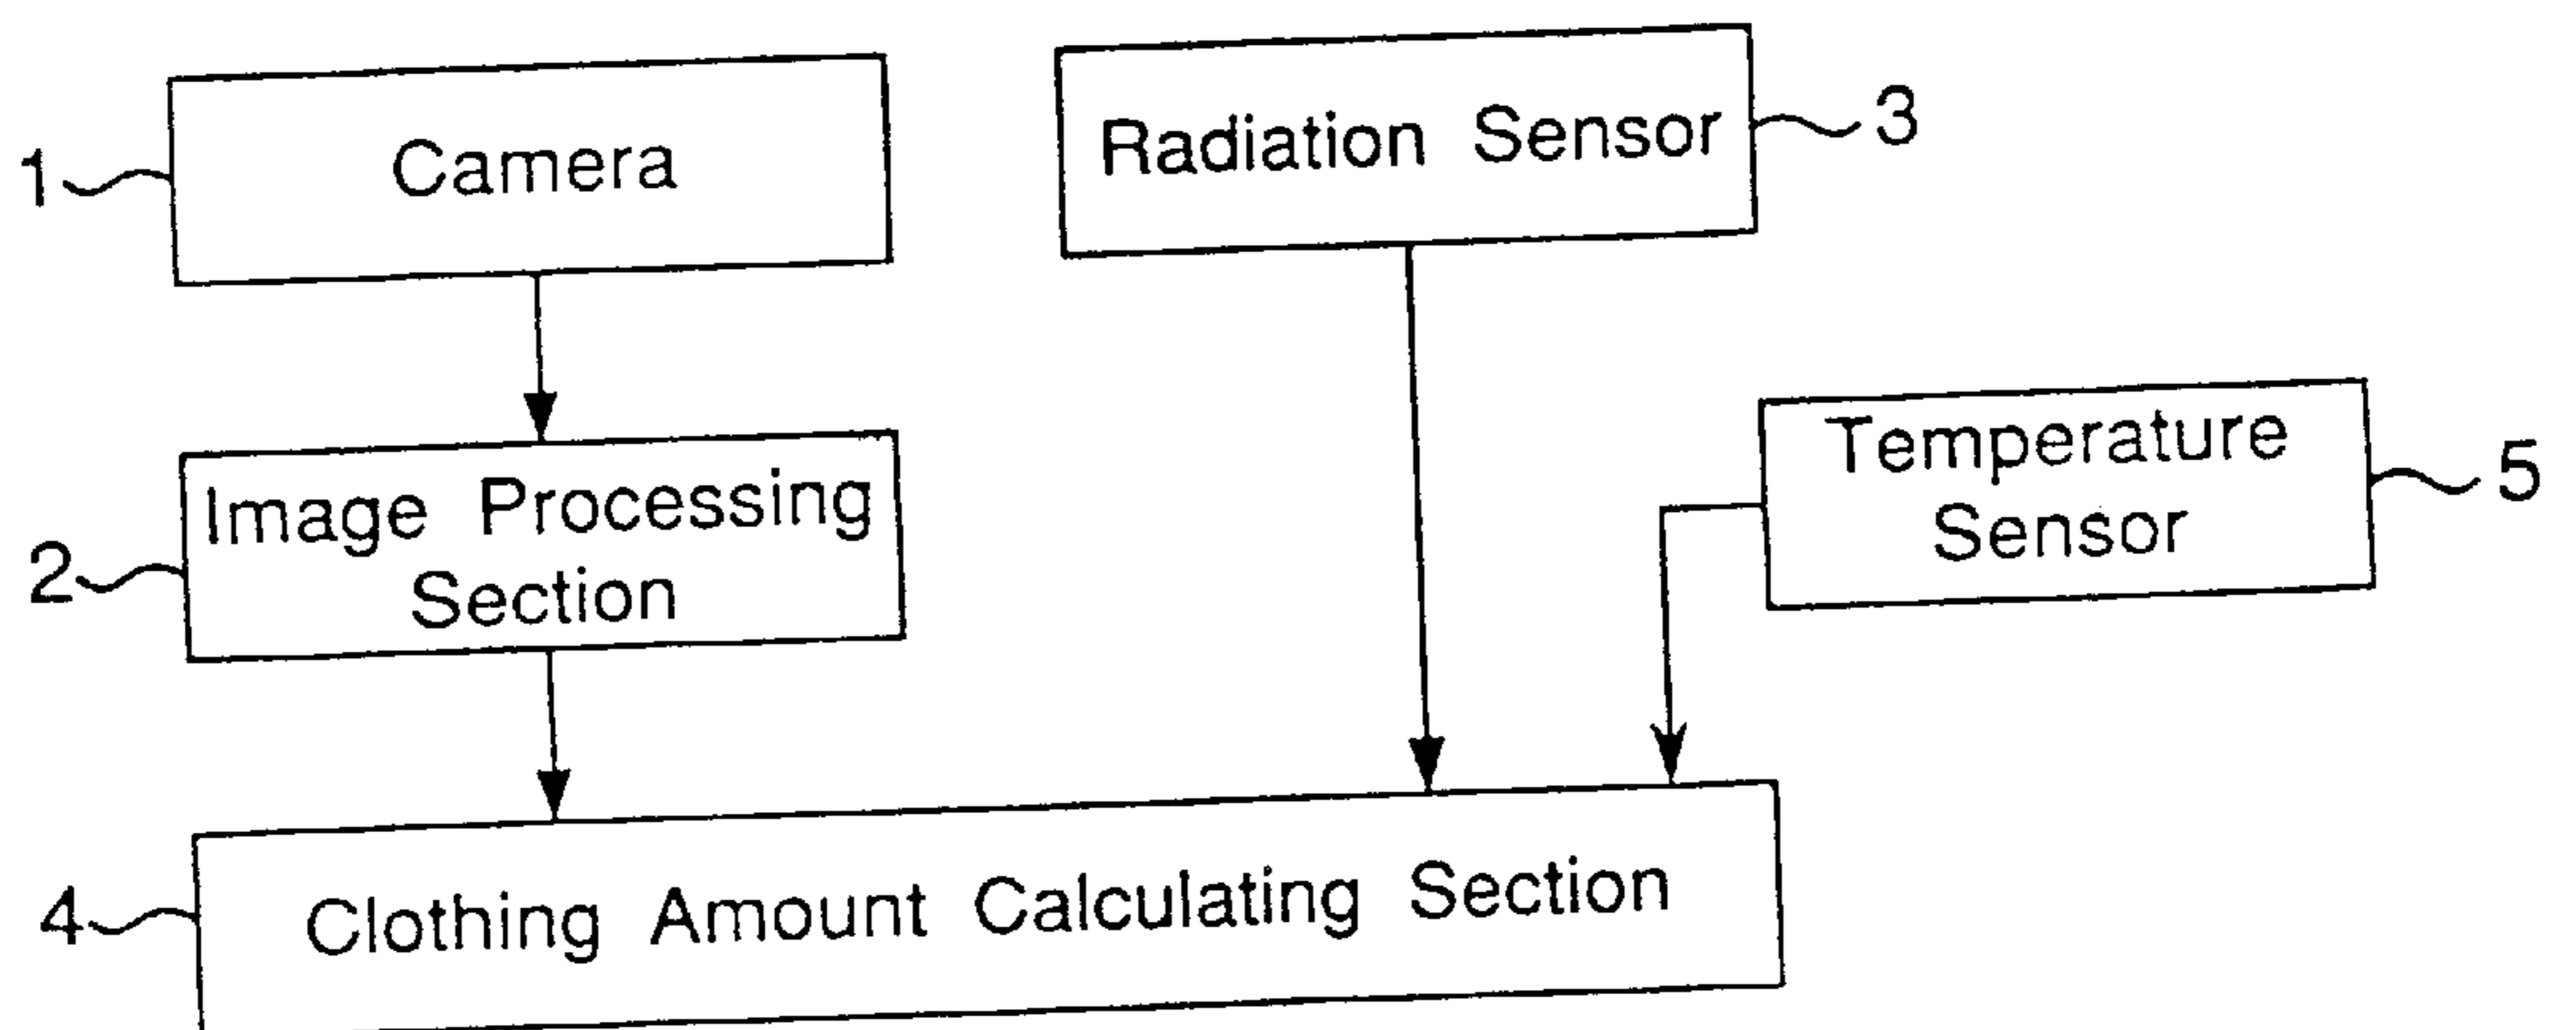 1
Camera
Radiation Sensor
3
2
Image Processing
Section
Temperature
Sensor
5
4
Clothing Amount Calculating Section